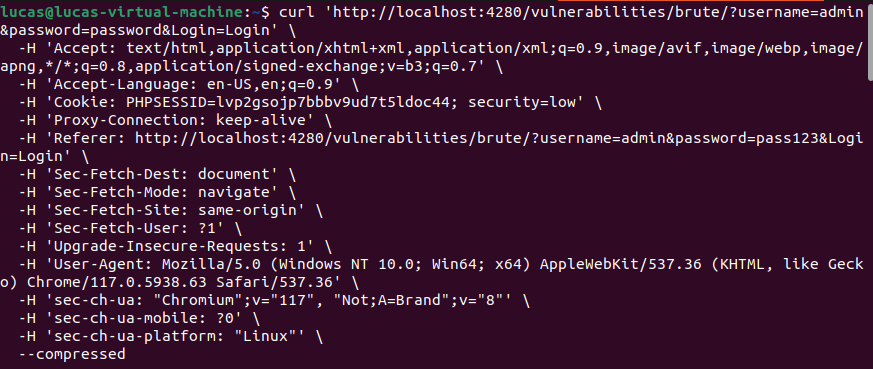 lucas@lucas-virtual-machine:~$ curl 'http://localhost:4280/vulnerabilities/brute/?username=admin
&password=password&Login=Login' \
  -H 'Accept: text/html,application/xhtml+xml,application/xml;q=0.9,image/avif,image/webp,image/
apng,*/*;q=0.8,application/signed-exchange;v=b3;q=0.7' \
  -H 'Accept-Language: en-US,en;q=0.9' \
  -H 'Cookie: PHPSESSID=lvp2gsojp7bbbv9ud7t5ldoc44; security=low' \
  -H 'Proxy-Connection: keep-alive' \
  -H 'Referer: http://localhost:4280/vulnerabilities/brute/?username=admin&password=pass123&Logi
n=Login' \
  -H 'Sec-Fetch-Dest: document' \
  -H 'Sec-Fetch-Mode: navigate' \
  -H 'Sec-Fetch-Site: same-origin' \
  -H 'Sec-Fetch-User: ?1' \
  -H 'Upgrade-Insecure-Requests: 1' \
  -H 'User-Agent: Mozilla/5.0 (Windows NT 10.0; Win64; x64) AppleWebKit/537.36 (KHTML, like Geck
o) Chrome/117.0.5938.63 Safari/537.36' \
  -H 'sec-ch-ua: "Chromium";v="117", "Not;A=Brand";v="8"' \
  -H 'sec-ch-ua-mobile: ?0' \
  -H 'sec-ch-ua-platform: "Linux"' \
  --compressed